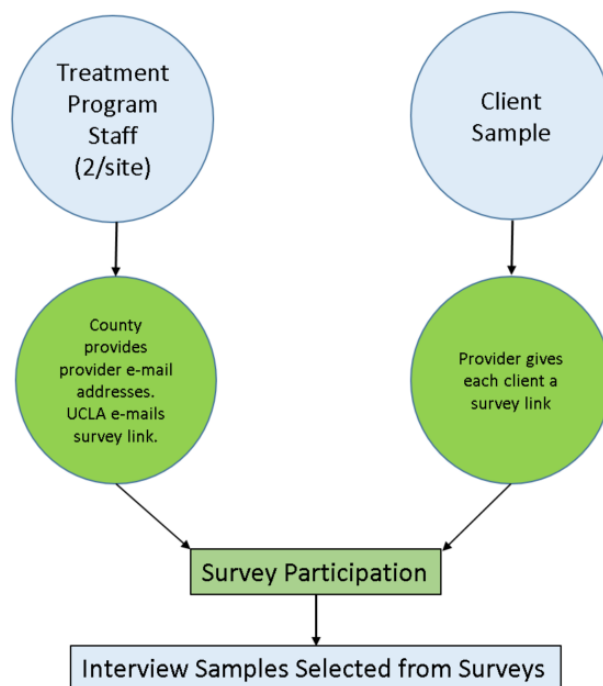 Treatment
Program
Staff
(2/site)
Client
Sample
County
provides
provider e-mail
addresses.
UCLA e-mails
survey link.
Provider gives
each client a
survey link
Survey Participation
Interview Samples Selected from Surveys